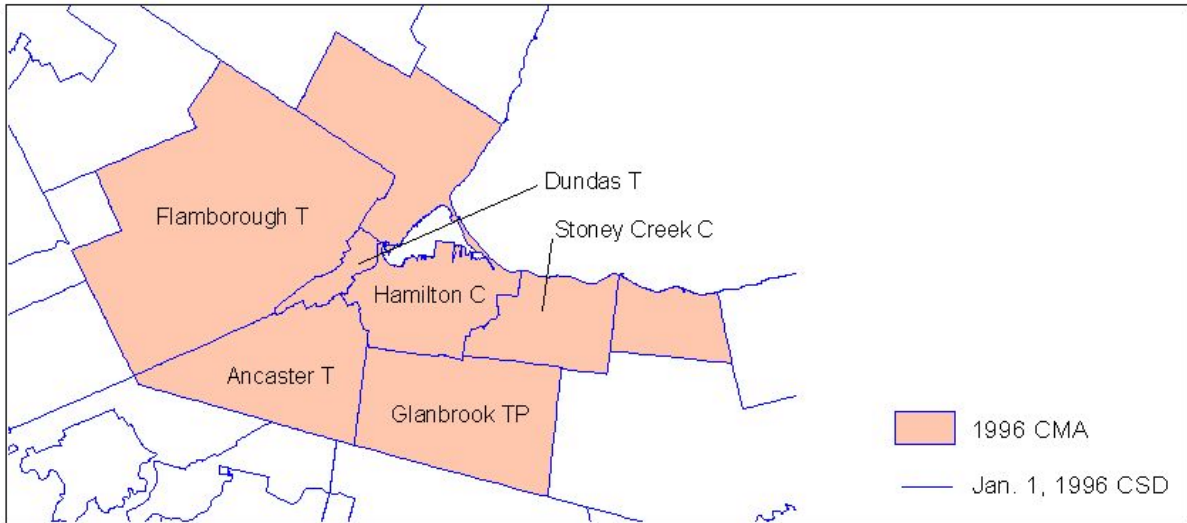 Dundas T
Flamborough T
Stoney Creek C
Hamilton C
Ancaster T
Glanbrook TP
1996 CMA
Jan. 1, 1996 CSD